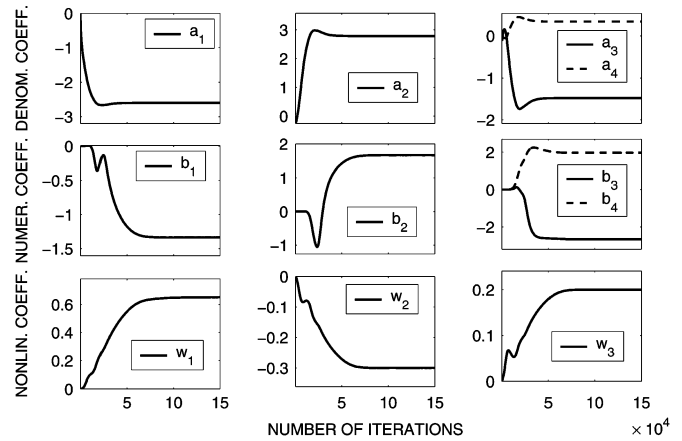 DENOM. COEFF.
0
−1
−2
−3
a1
3
2
1
0
a2
0
−1
−2
a3
a4
NUMER. COEFF.
0
−0.5
−1
−1.5
b1
2
1
0
−1
b2
2
0
−2
b3
b4
NONLIN. COEFF.
0.6
0.4
0.2
0
w1
5 10 15
0
−0.1
−0.2
−0.3
w2
5 10 15
0.2
0.1
0
w3
5 10 15
NUMBER OF ITERATIONS
× 10^4